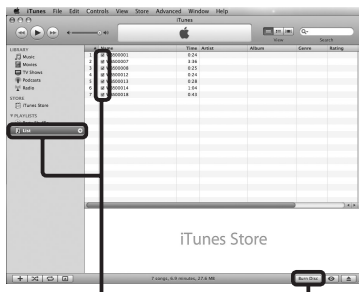 iTunes File Edit Controls View Store Advanced Window Help
iTunes
View Search
LIBRARY
Music
Movies
TV Shows
Podcasts
Radio
STORE
iTunes Store
PLAYLISTS
List
Name Time Artist Album Genre Rating
1 0:24
2 3:36
0:25
4 0:24
5 0:28
6 1:04
7 0:43
iTunes Store
7 songs, 6.9 minutes, 27.6 MB
Burn Disc